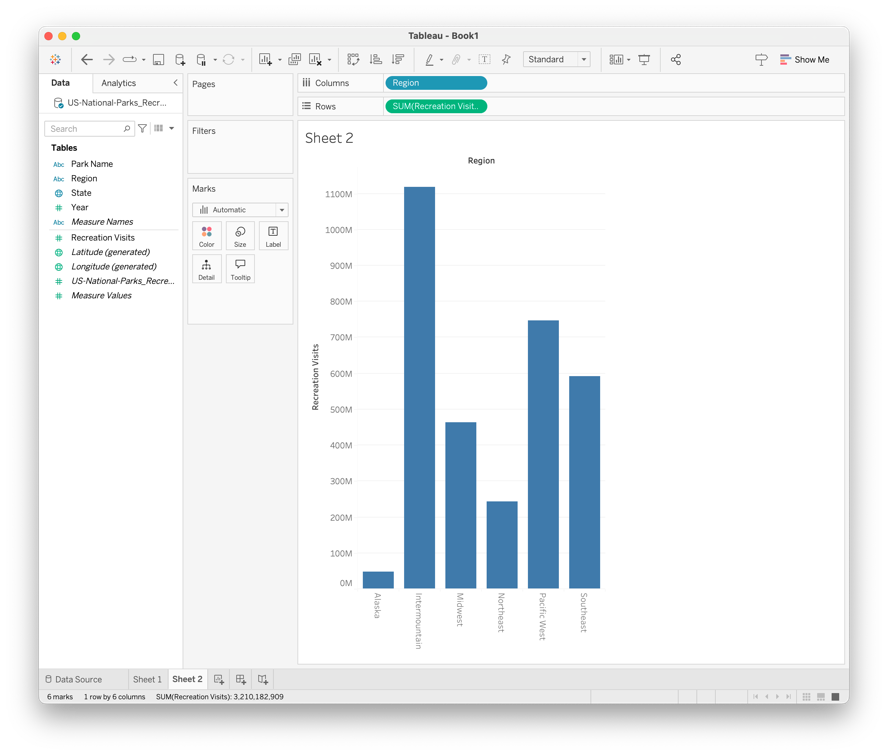 Tableau - Book1
Standard
Show Me
Data
Analytics
US-National-Parks_Recr...
Search
Tables
Abc Park Name
Abc Region
State
# Year
Abc Measure Names
# Recreation Visits
Latitude (generated)
Longitude (generated)
# US-National-Parks_Recre...
# Measure Values
Pages
Filters
Marks
Automatic
Color
Size
Label
Detail
Tooltip
Columns
Region
Rows
SUM(Recreation Visit..
Sheet 2
Region
Recreation Visits
1100M
1000M
900M
800M
700M
600M
500M
400M
300M
200M
100M
0M
Alaska
Intermountain
Midwest
Northeast
Pacific West
Southeast
Data Source
Sheet 1
Sheet 2
6 marks
1 row by 6 columns
SUM(Recreation Visits): 3,210,182,909